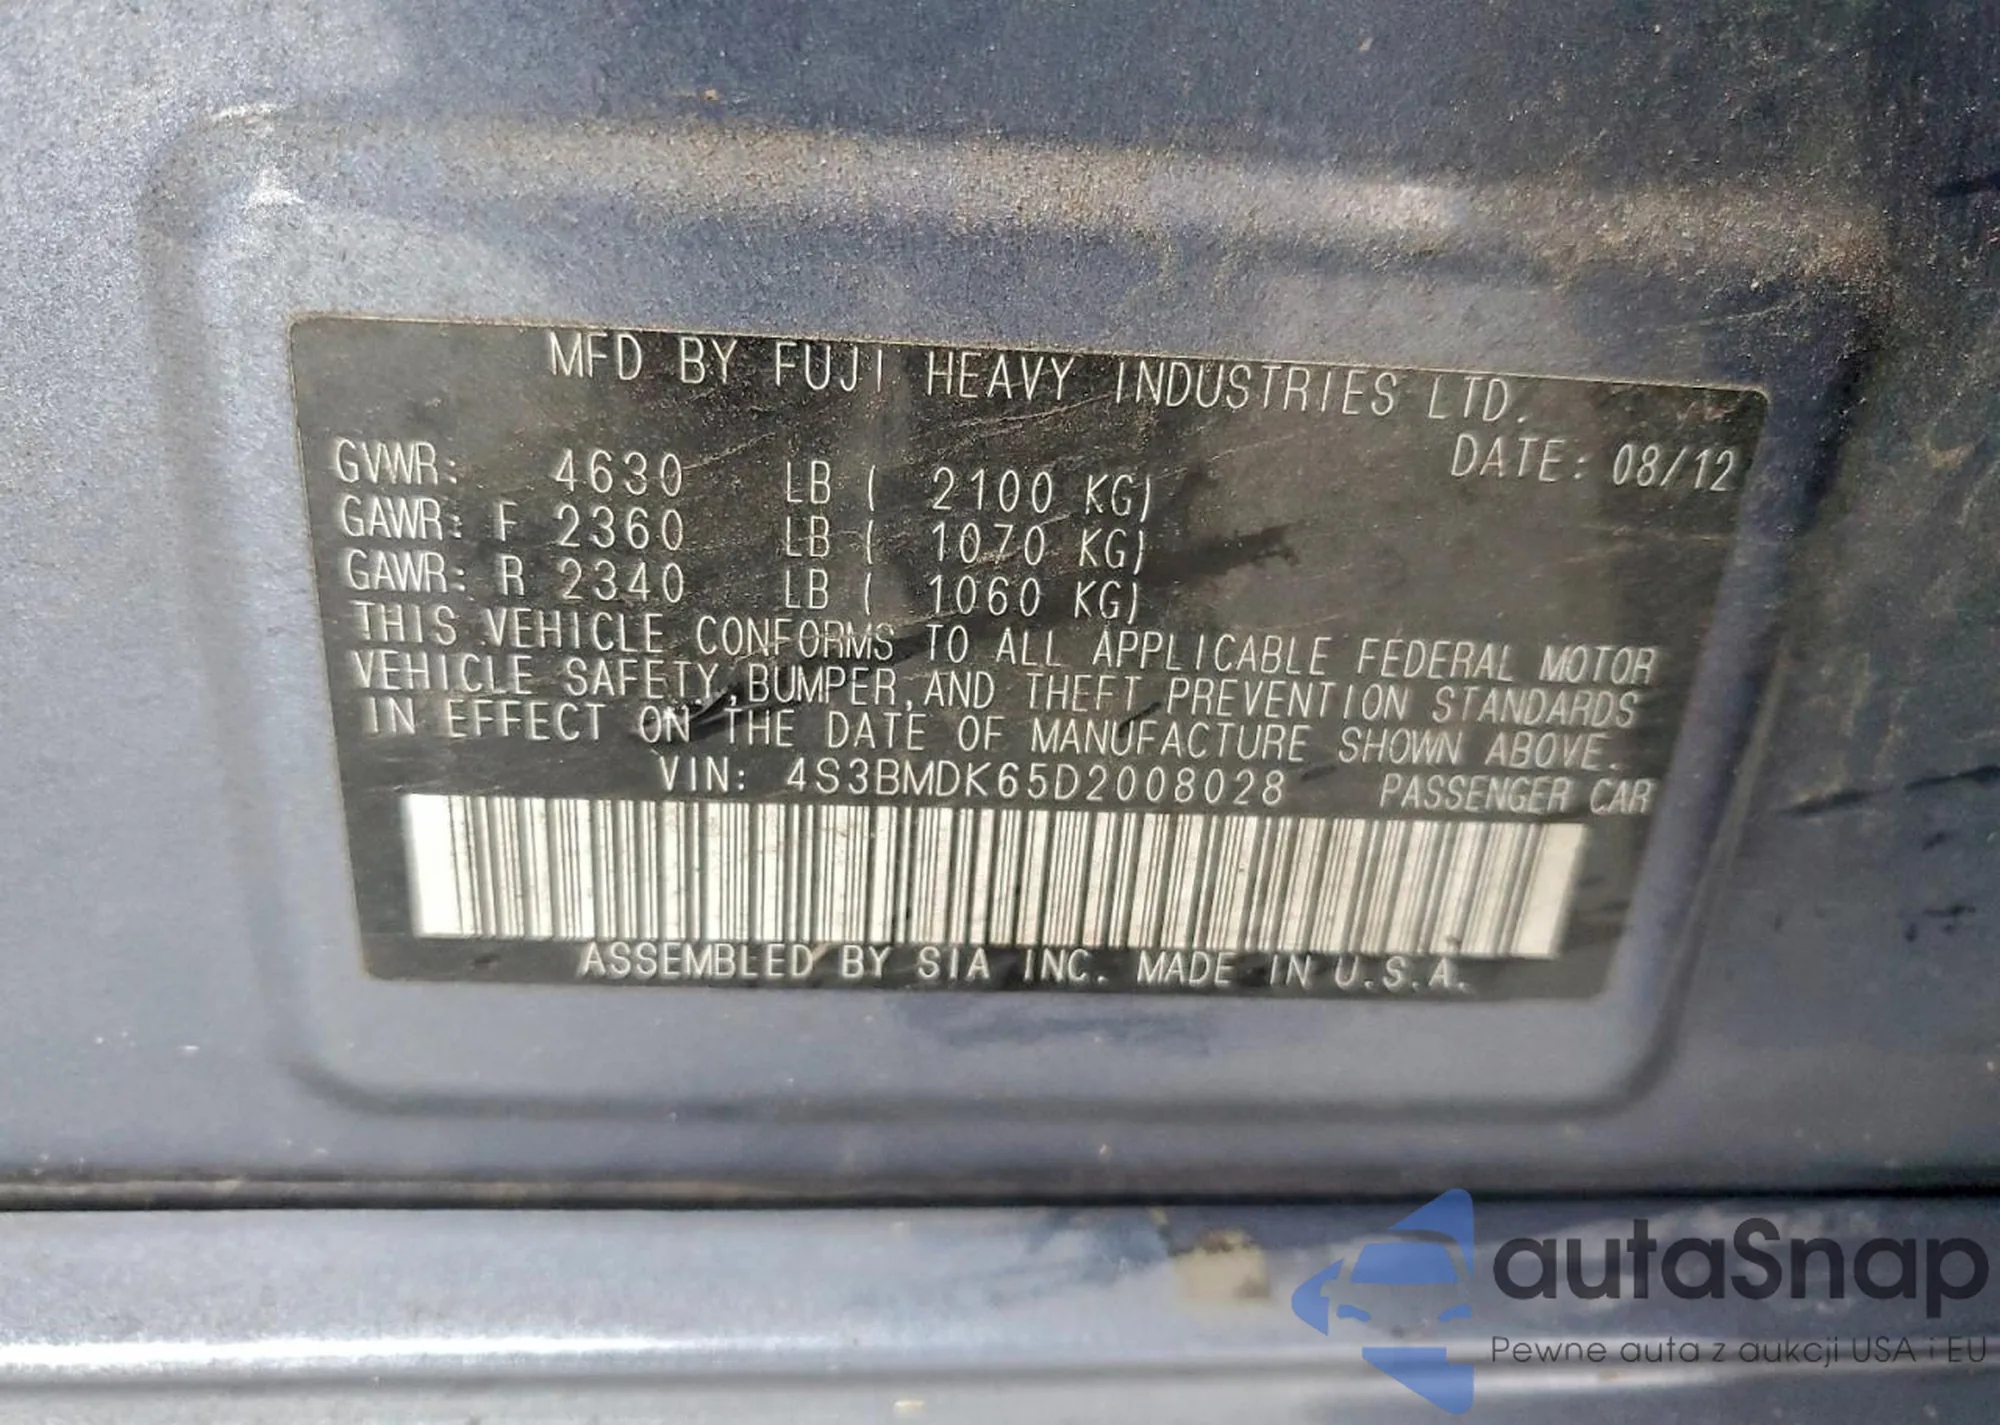 MFD BY FUJI HEAVY INDUSTRIES LTD.
DATE: 08/12
GVWR: 4630 LB ( 2100 KG)
GAWR: F 2360 LB ( 1070 KG)
GAWR: R 2340 LB ( 1060 KG)
THIS VEHICLE CONFORMS TO ALL APPLICABLE FEDERAL MOTOR
VEHICLE SAFETY,BUMPER,AND THEFT PREVENTION STANDARDS
IN EFFECT ON THE DATE OF MANUFACTURE SHOWN ABOVE.
VIN: 4S3BMDK65D2008028 PASSENGER CAR
ASSEMBLED BY SIA INC. MADE IN U.S.A.
autaSnap
Pewne auta z aukcji USA i EU